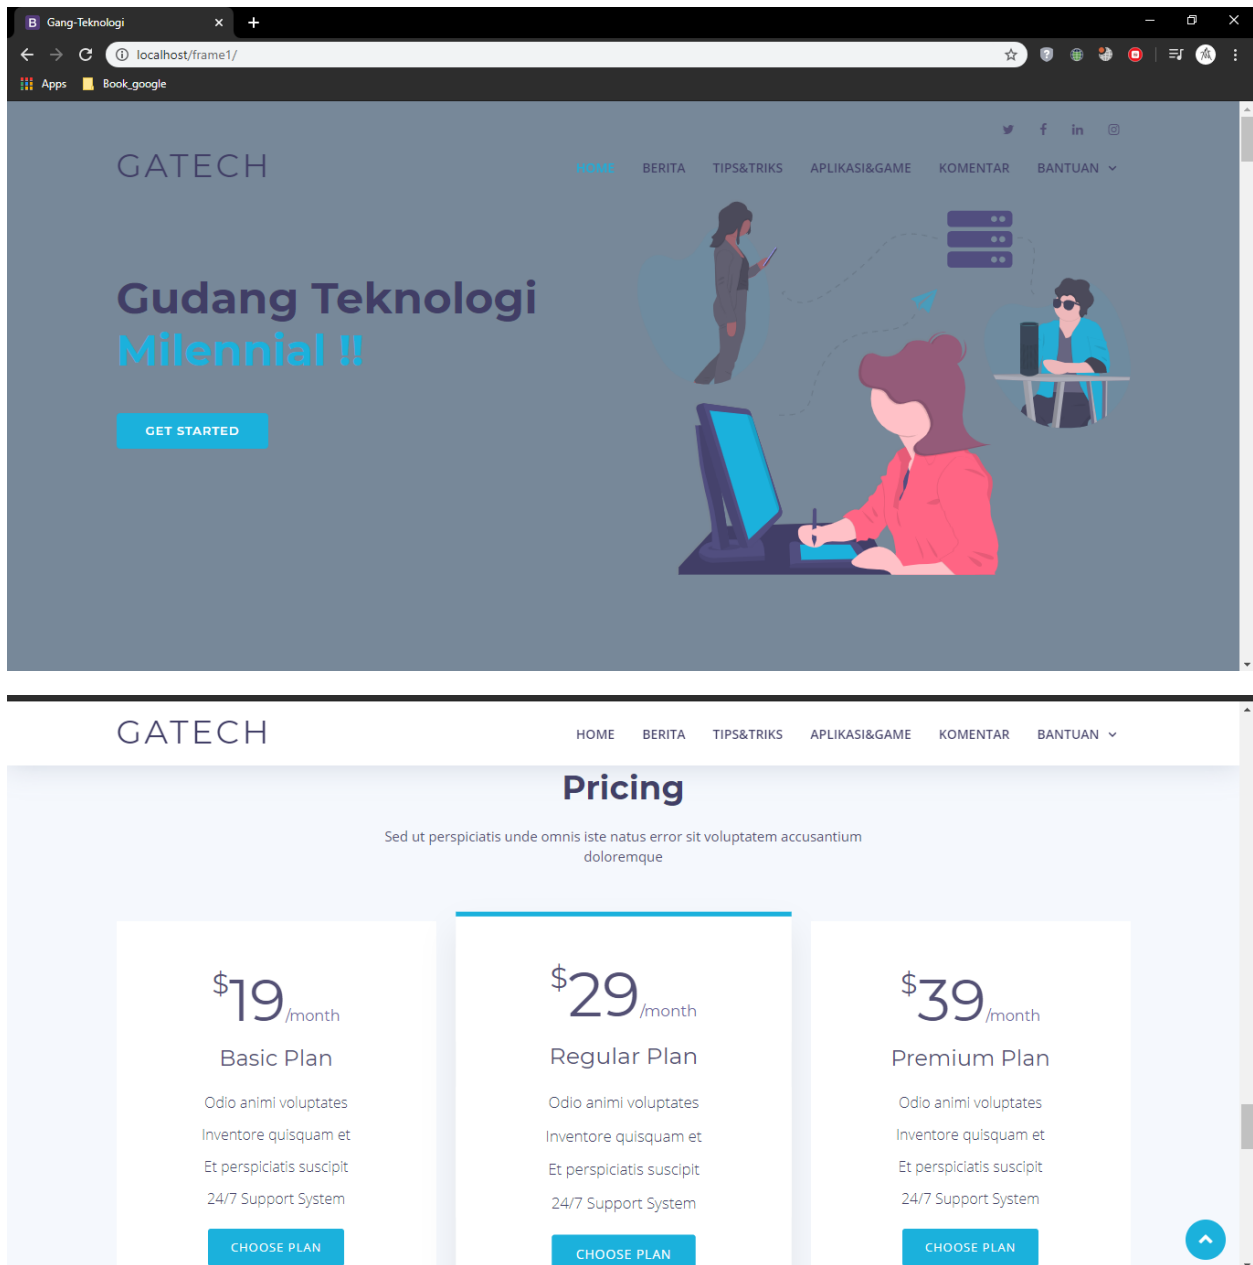 B Gang-Teknologi
localhost/frame1/
Apps Book_google
GATECH
HOME BERITA TIPS&TRIKS APLIKASI&GAME KOMENTAR BANTUAN
Gudang Teknologi
Milennial !!
GET STARTED
GATECH HOME BERITA TIPS&TRIKS APLIKASI&GAME KOMENTAR BANTUAN
Pricing
Sed ut perspiciatis unde omnis iste natus error sit voluptatem accusantium
doloremque
$19/month
Basic Plan
Odio animi voluptates
Inventore quisquam et
Et perspiciatis suscipit
24/7 Support System
CHOOSE PLAN
$29/month
Regular Plan
Odio animi voluptates
Inventore quisquam et
Et perspiciatis suscipit
24/7 Support System
CHOOSE PLAN
$39/month
Premium Plan
Odio animi voluptates
Inventore quisquam et
Et perspiciatis suscipit
24/7 Support System
CHOOSE PLAN